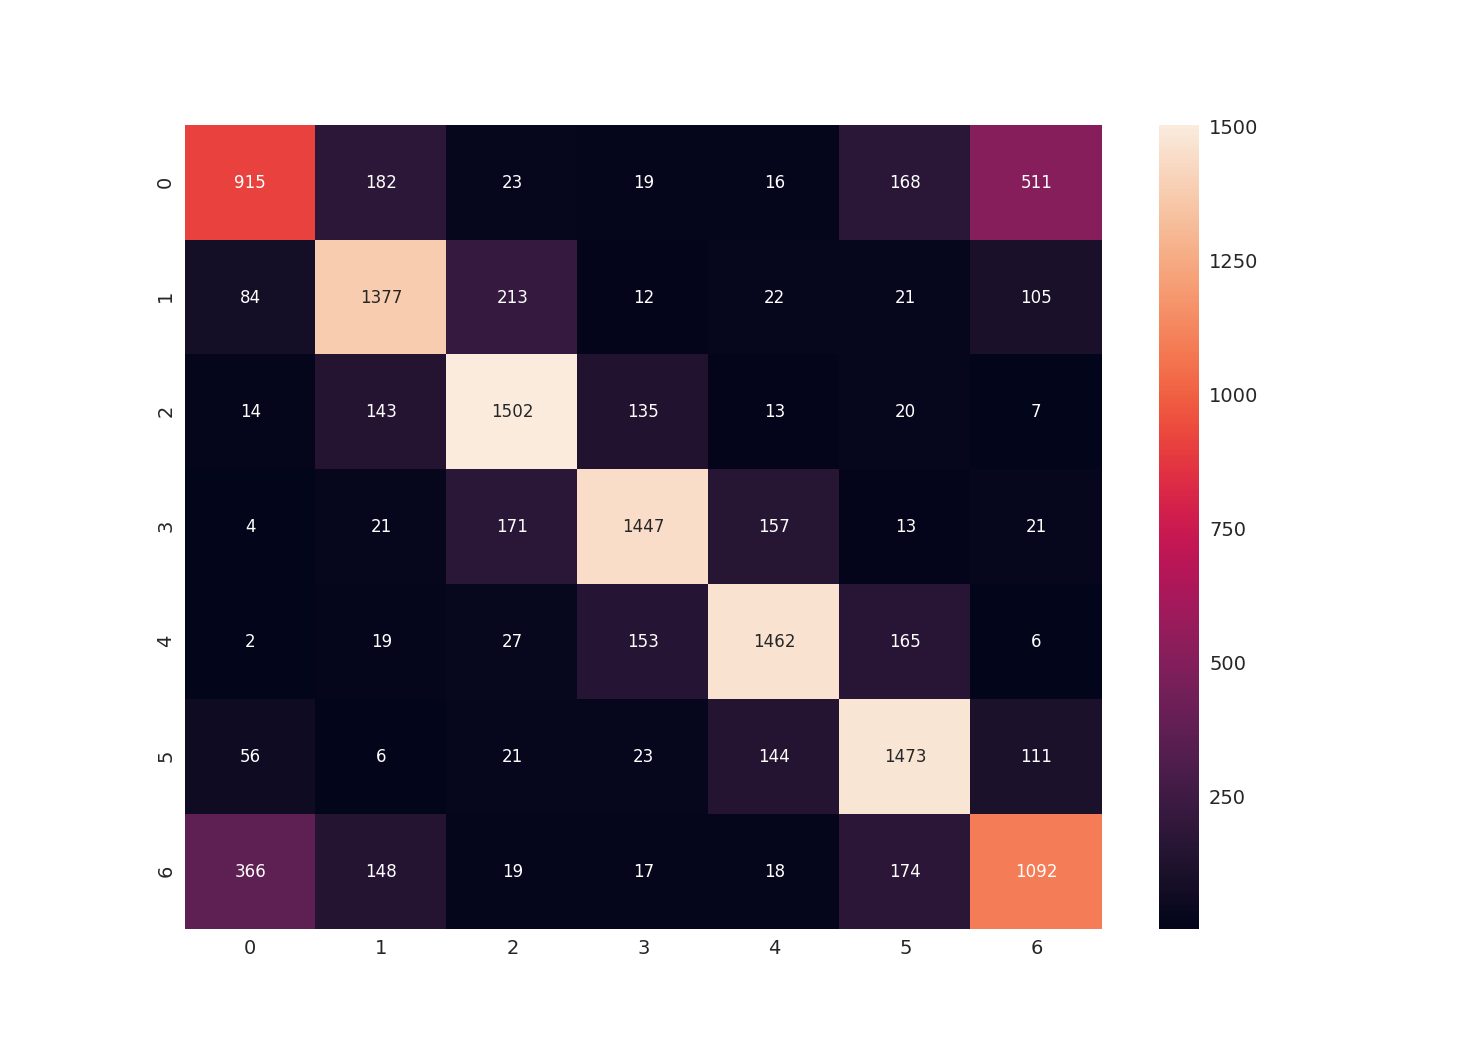 0 915 182 23 19 16 168 511
1 84 1377 213 12 22 21 105
2 14 143 1502 135 13 20 7
3 4 21 171 1447 157 13 21
4 2 19 27 153 1462 165 6
5 56 6 21 23 144 1473 111
6 366 148 19 17 18 174 1092
0 1 2 3 4 5 6
1500
1250
1000
750
500
250